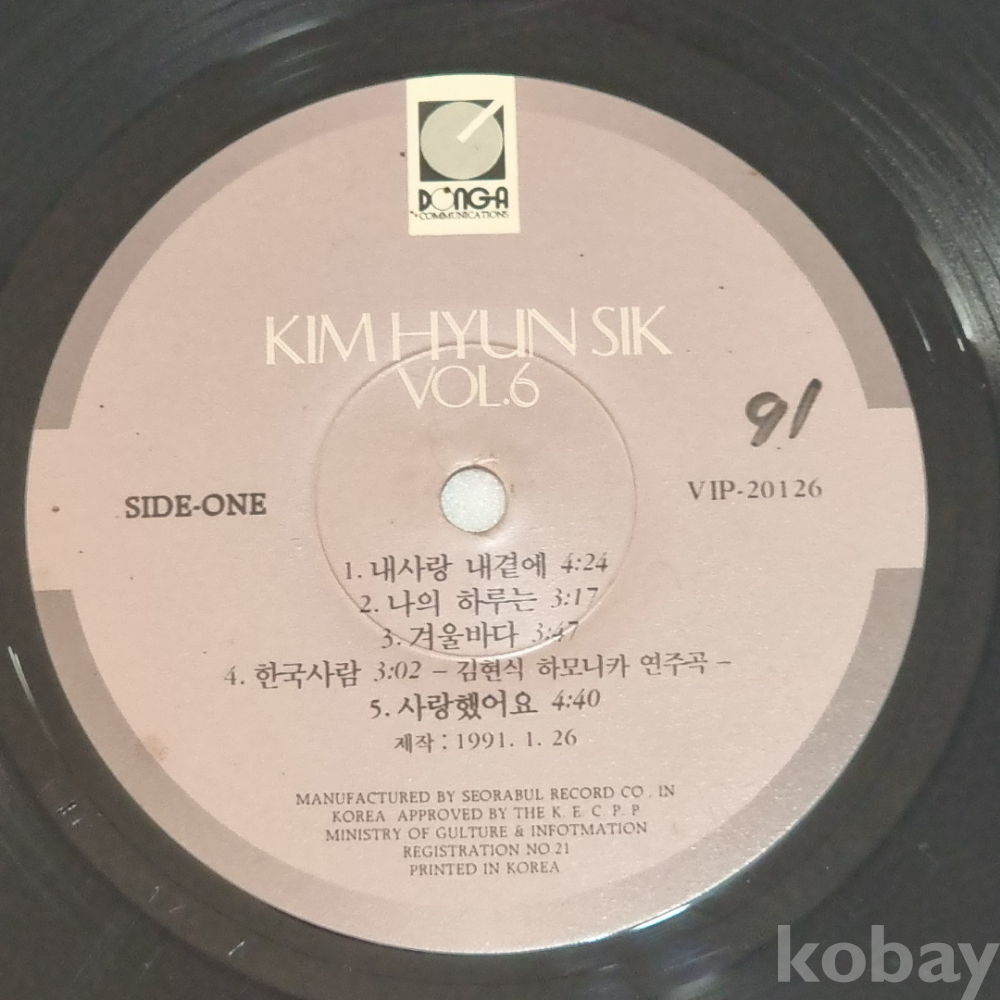 DONG-A
COMMUNICATIONS
KIM HYUN SIK
VOL.6
91
SIDE-ONE
VIP-20126
1. 내사랑 내곁에 4:24
2. 나의 하루는 3:17
3. 겨울바다 3:47
4. 한국사람 3:02 – 김현식 하모니카 연주곡 –
5. 사랑했어요 4:40
제작 : 1991. 1. 26
MANUFACTURED BY SEORABUL RECORD CO. IN
KOREA APPROVED BY THE K. E. C. P. P
MINISTRY OF GULTURE & INFOTMATION
REGISTRATION NO.21
PRINTED IN KOREA
kobay